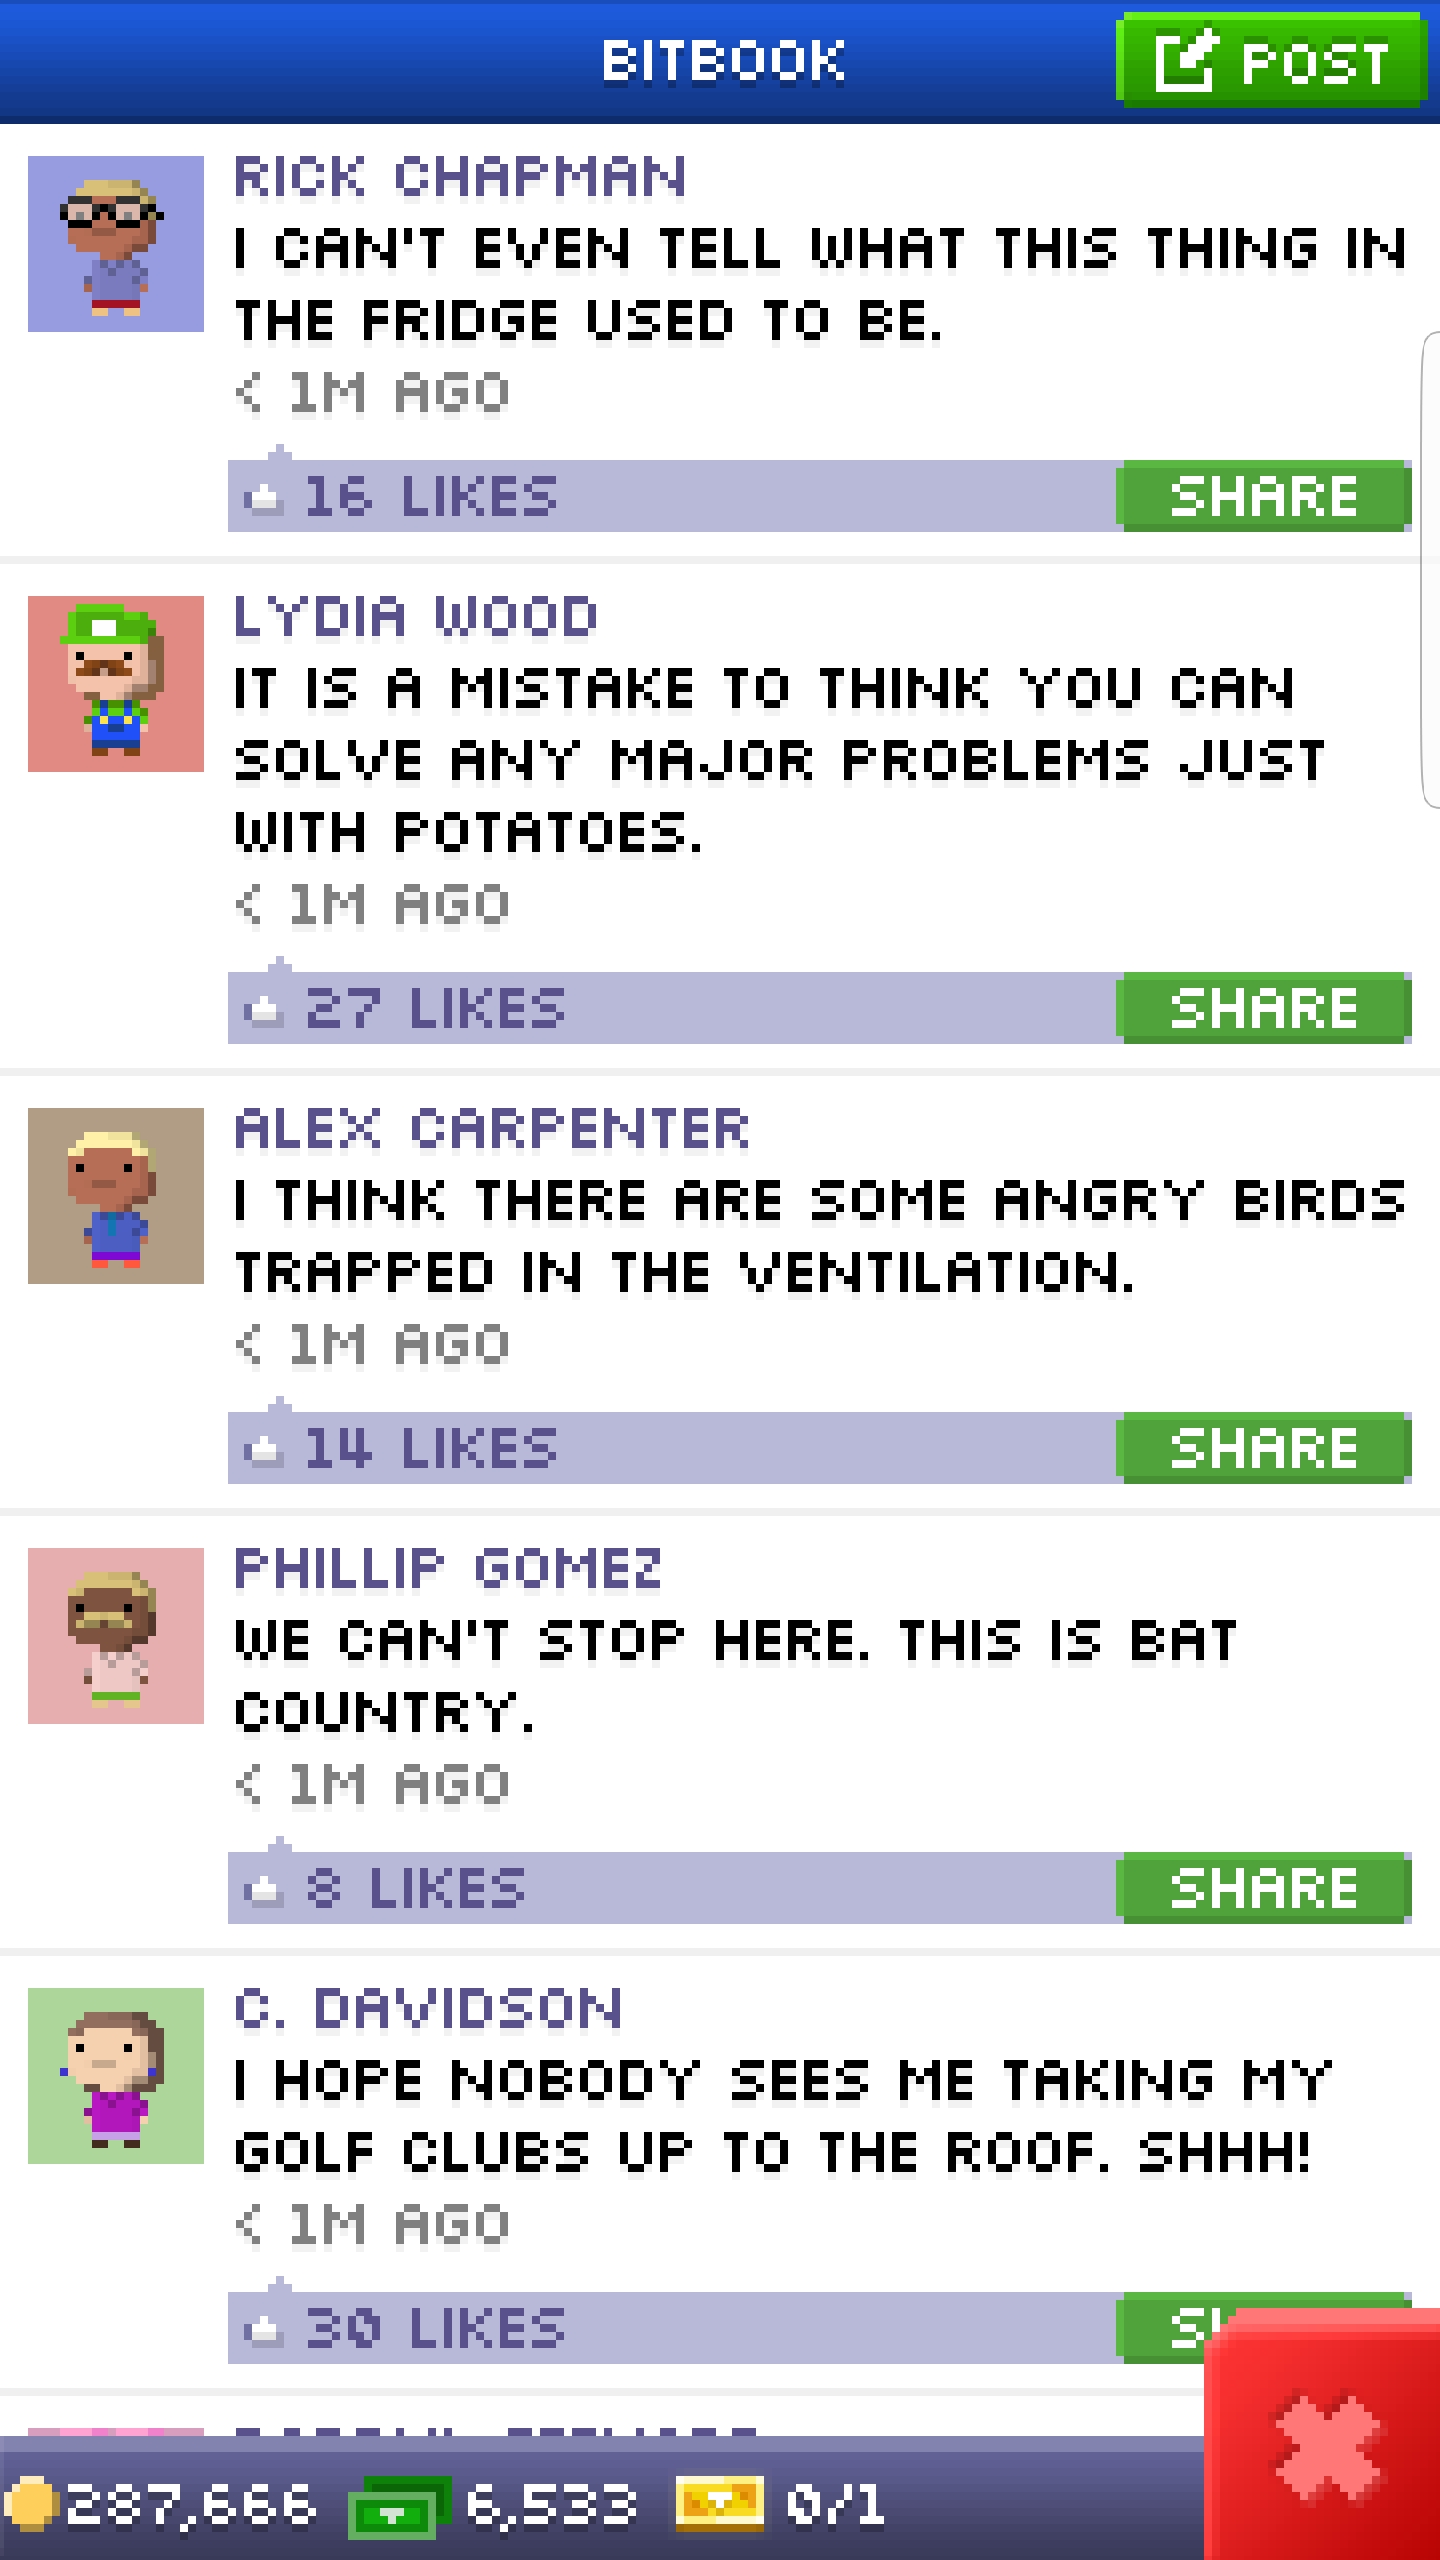 BITBOOK
POST
RICK CHAPMAN
I CAN'T EVEN TELL WHAT THIS THING IN
THE FRIDGE USED TO BE.
< 1M AGO
16 LIKES
SHARE
LYDIA WOOD
IT IS A MISTAKE TO THINK YOU CAN
SOLVE ANY MAJOR PROBLEMS JUST
WITH POTATOES.
< 1M AGO
27 LIKES
SHARE
ALEX CARPENTER
I THINK THERE ARE SOME ANGRY BIRDS
TRAPPED IN THE VENTILATION.
< 1M AGO
14 LIKES
SHARE
PHILLIP GOMEZ
WE CAN'T STOP HERE. THIS IS BAT
COUNTRY.
< 1M AGO
8 LIKES
SHARE
C. DAVIDSON
I HOPE NOBODY SEES ME TAKING MY
GOLF CLUBS UP TO THE ROOF. SHHH!
< 1M AGO
30 LIKES
287,666 6,533 0/1